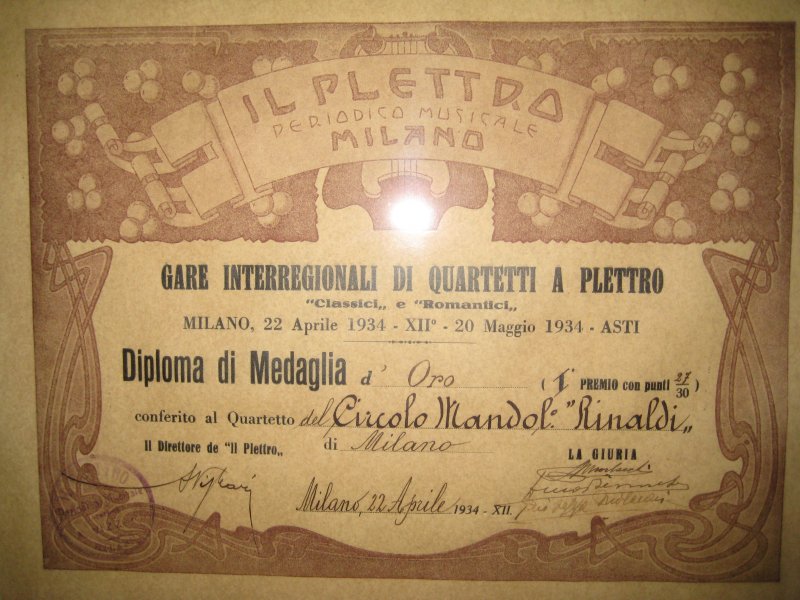 IL PLETTRO
PERIODICO MUSICALE
MILANO
GARE INTERREGIONALI DI QUARTETTI A PLETTRO
"Classici„ e "Romantici„
MILANO, 22 Aprile 1934 - XIIº - 20 Maggio 1934 - ASTI
Diploma di Medaglia d' Oro ( Iº PREMIO con punti 27/30 )
conferito al Quartetto del Circolo Mandol.º "Rinaldi„
di Milano
Il Direttore de "Il Plettro„
LA GIURIA
Milano, 22 Aprile 1934 - XII.